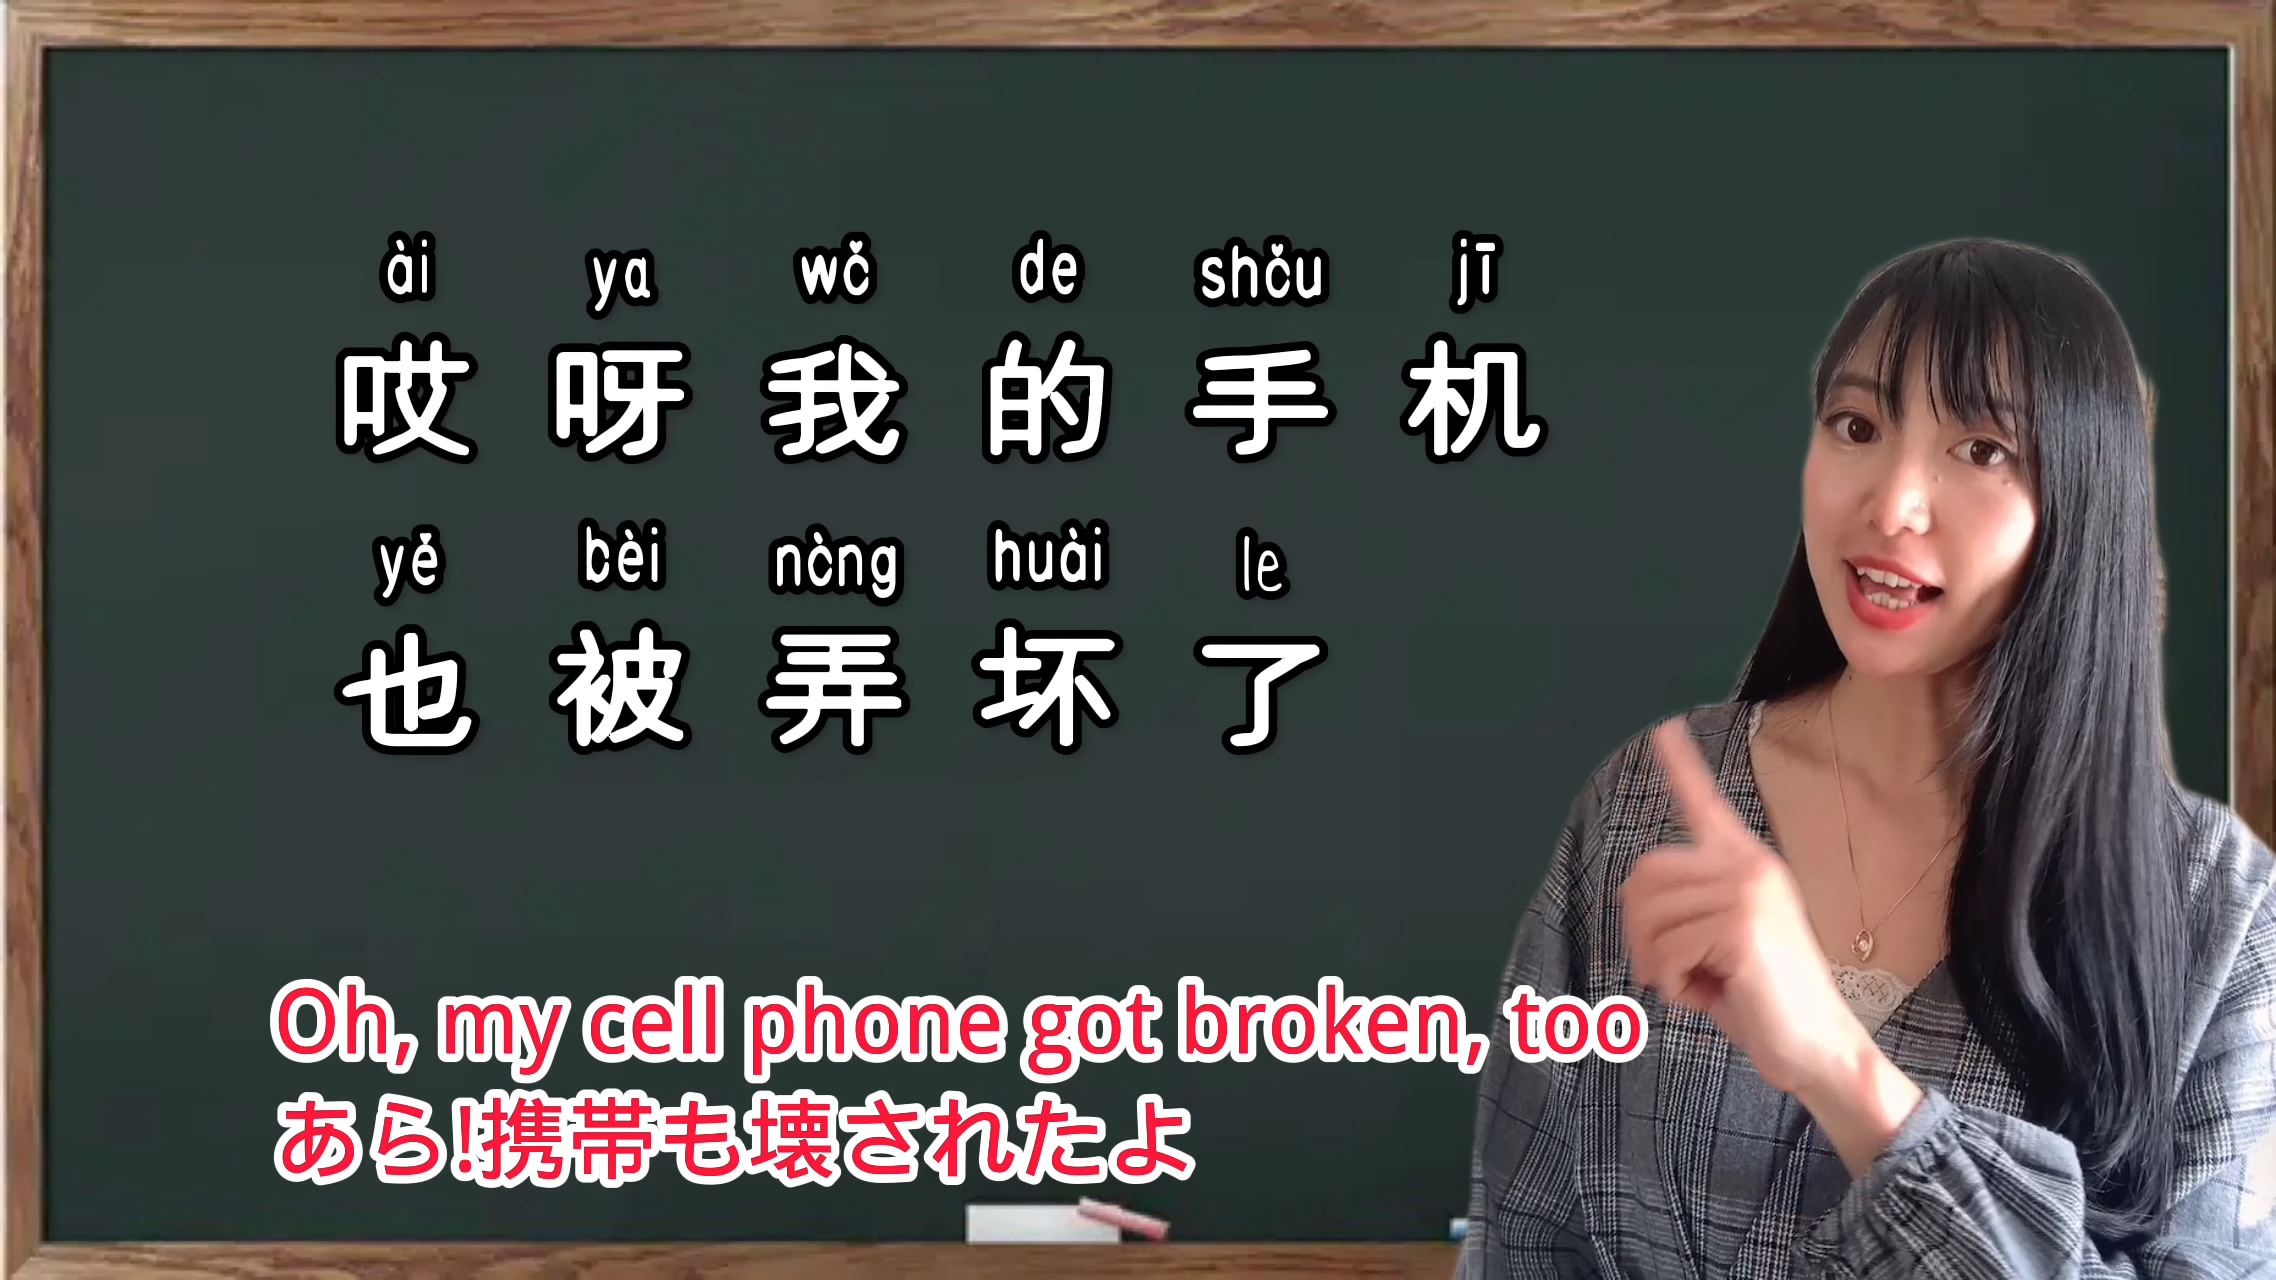 ài ya wǒ de shǒu jī
哎呀我的手机
yě bèi nòng huài le
也被弄坏了
Oh, my cell phone got broken, too
あら!携帯も壊されたよ